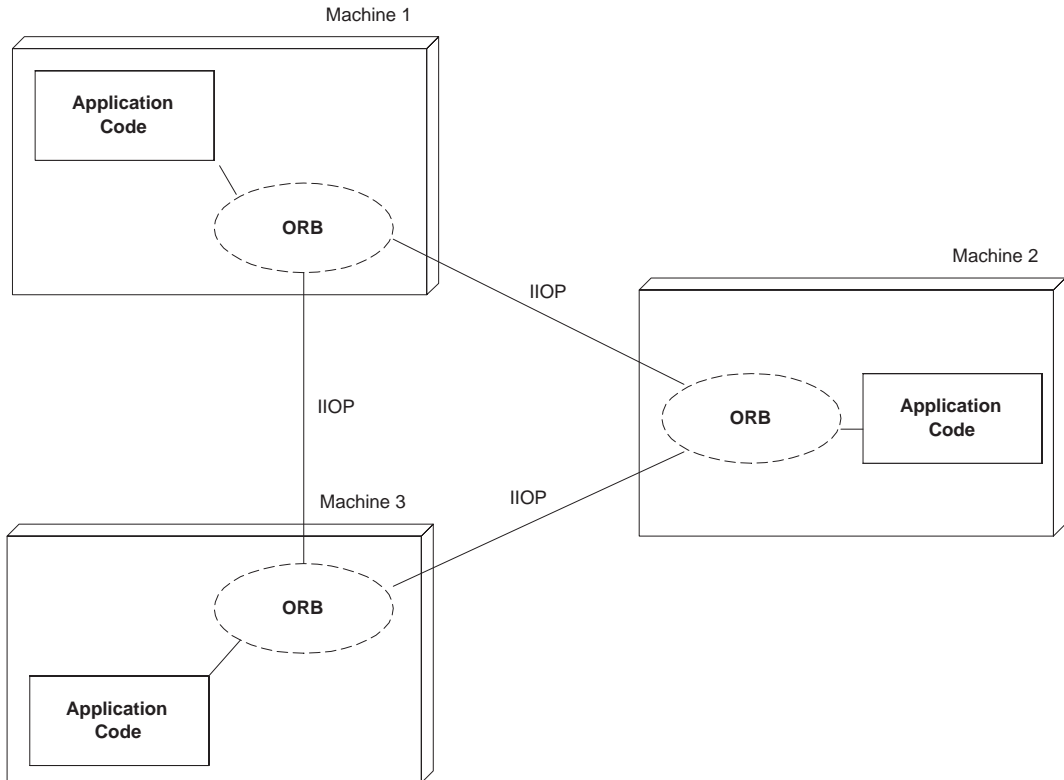 Machine 1
Application
Code
ORB
Machine 2
IIOP
IIOP
ORB
Application
Code
Machine 3
IIOP
ORB
Application
Code